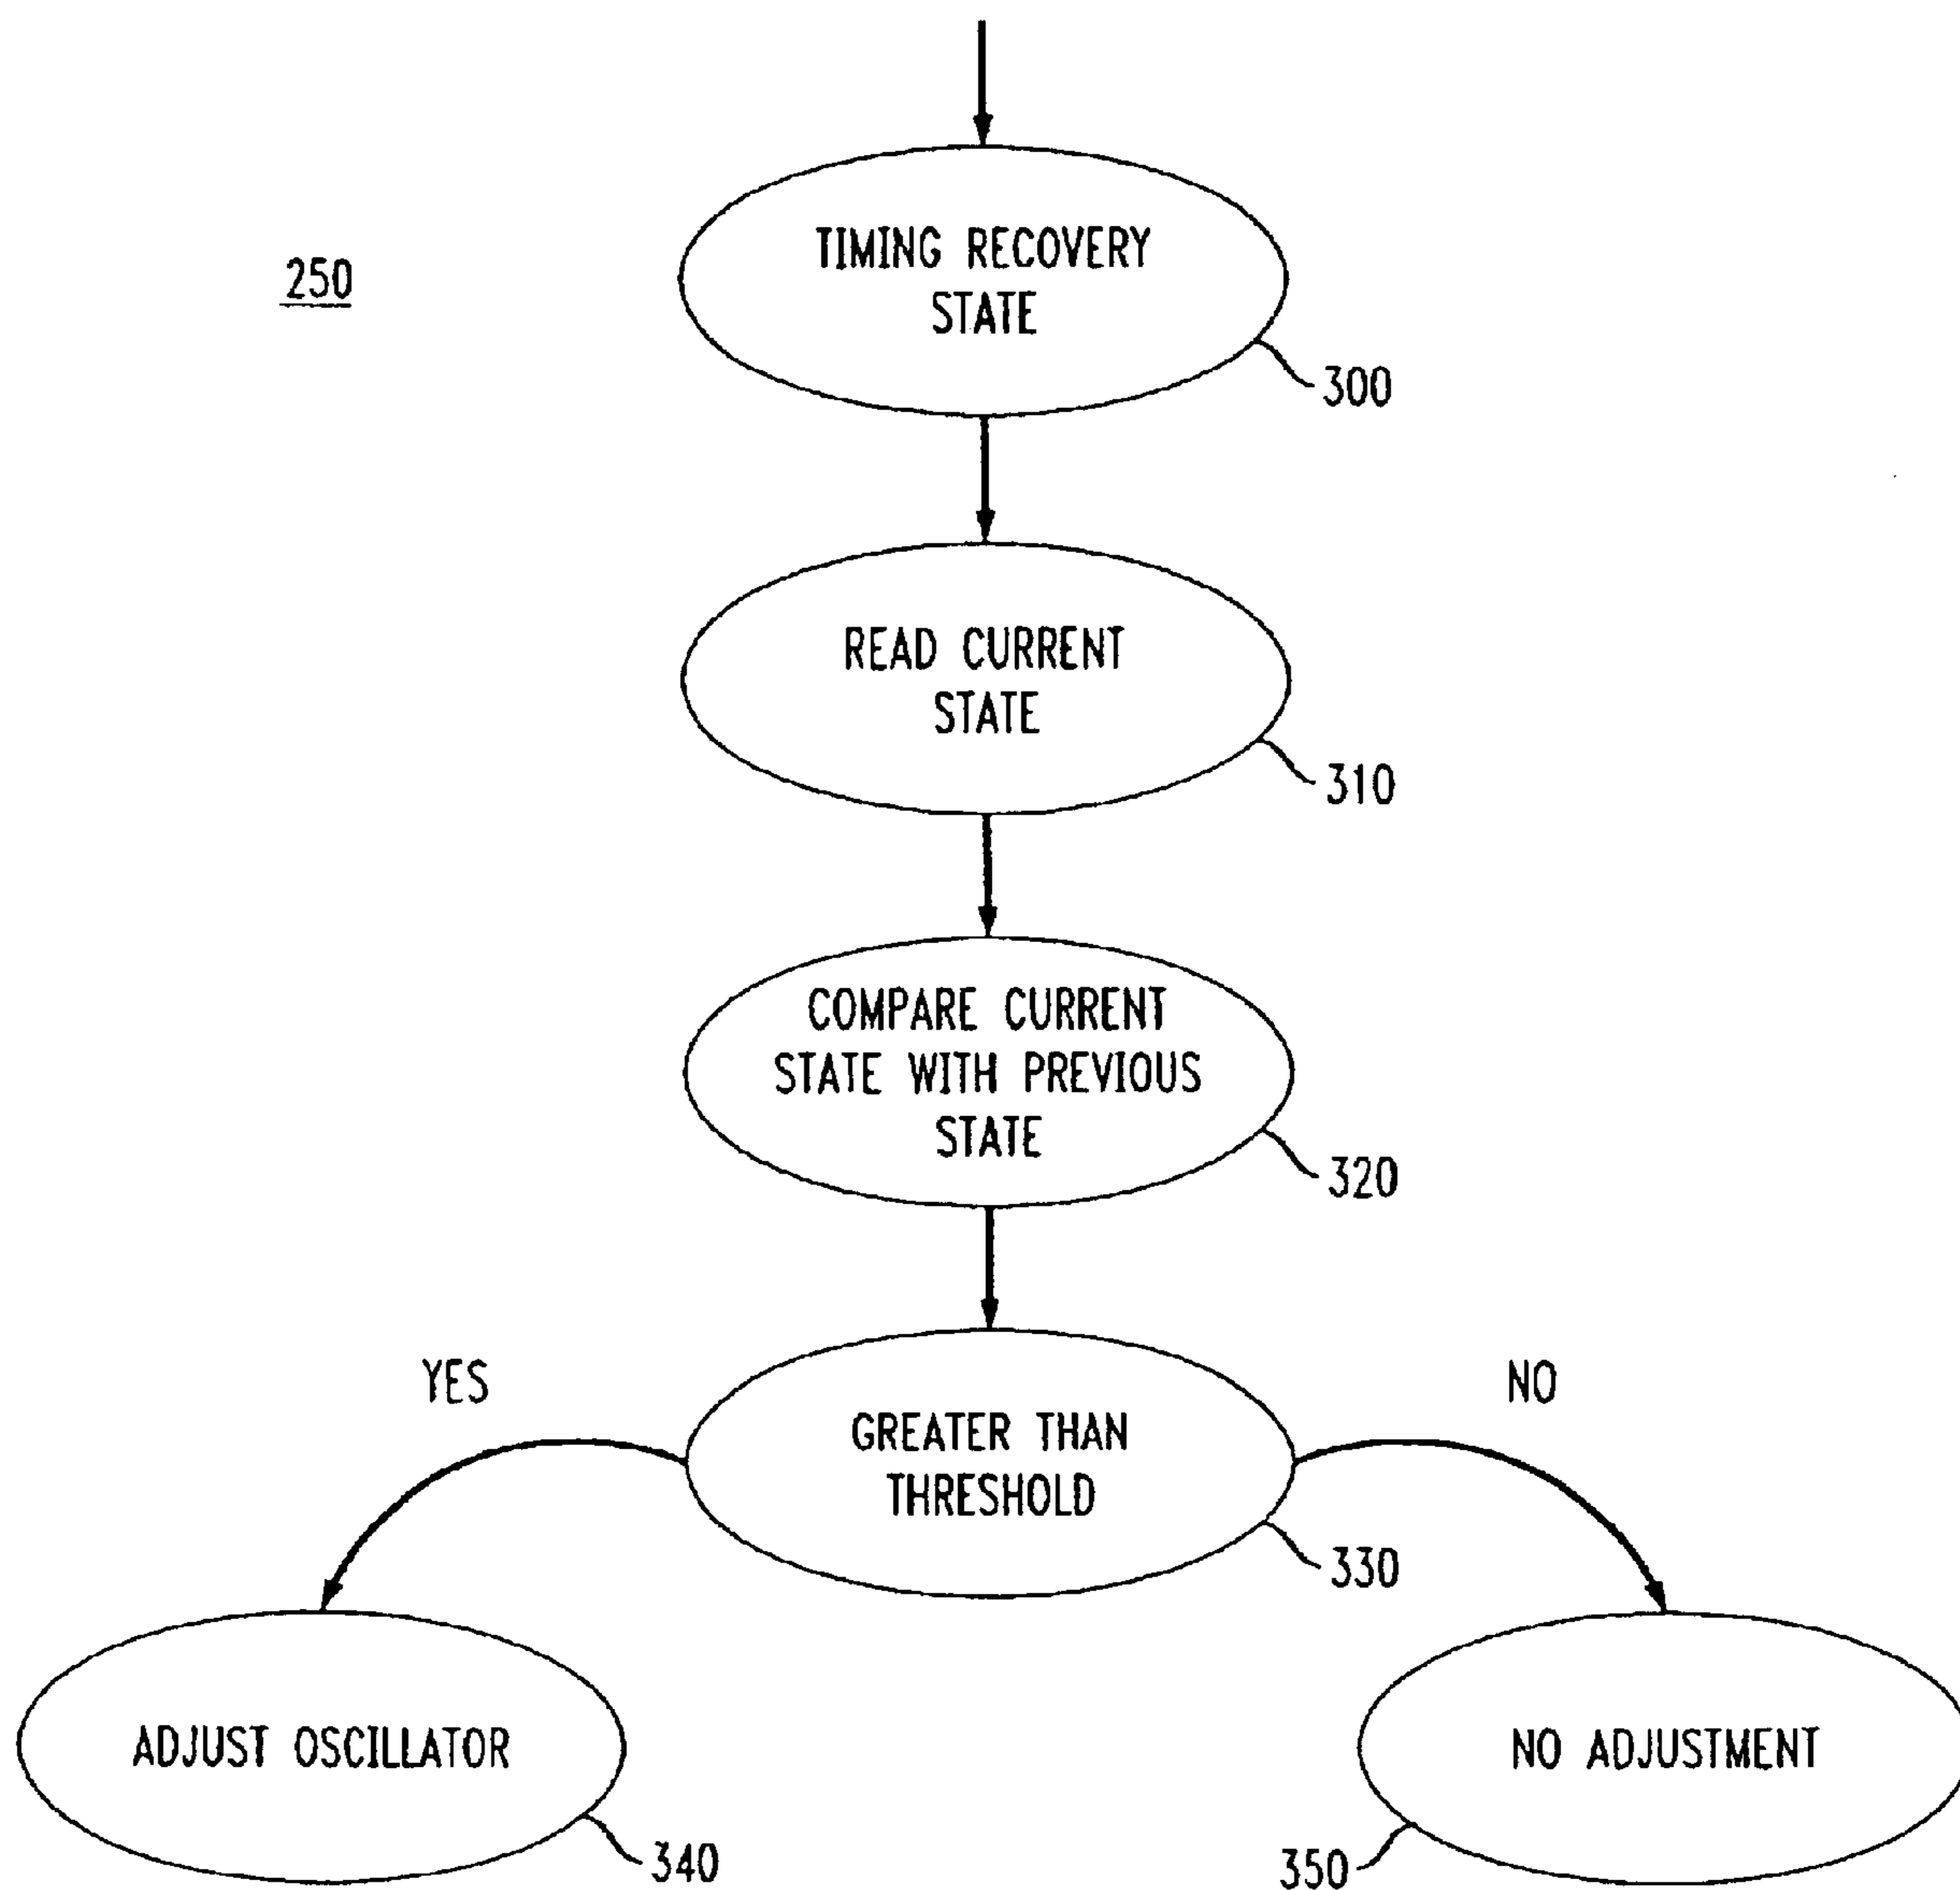 250
TIMING RECOVERY
STATE
300
READ CURRENT
STATE
310
COMPARE CURRENT
STATE WITH PREVIOUS
STATE
320
YES
NO
GREATER THAN
THRESHOLD
330
ADJUST OSCILLATOR
NO ADJUSTMENT
340
350